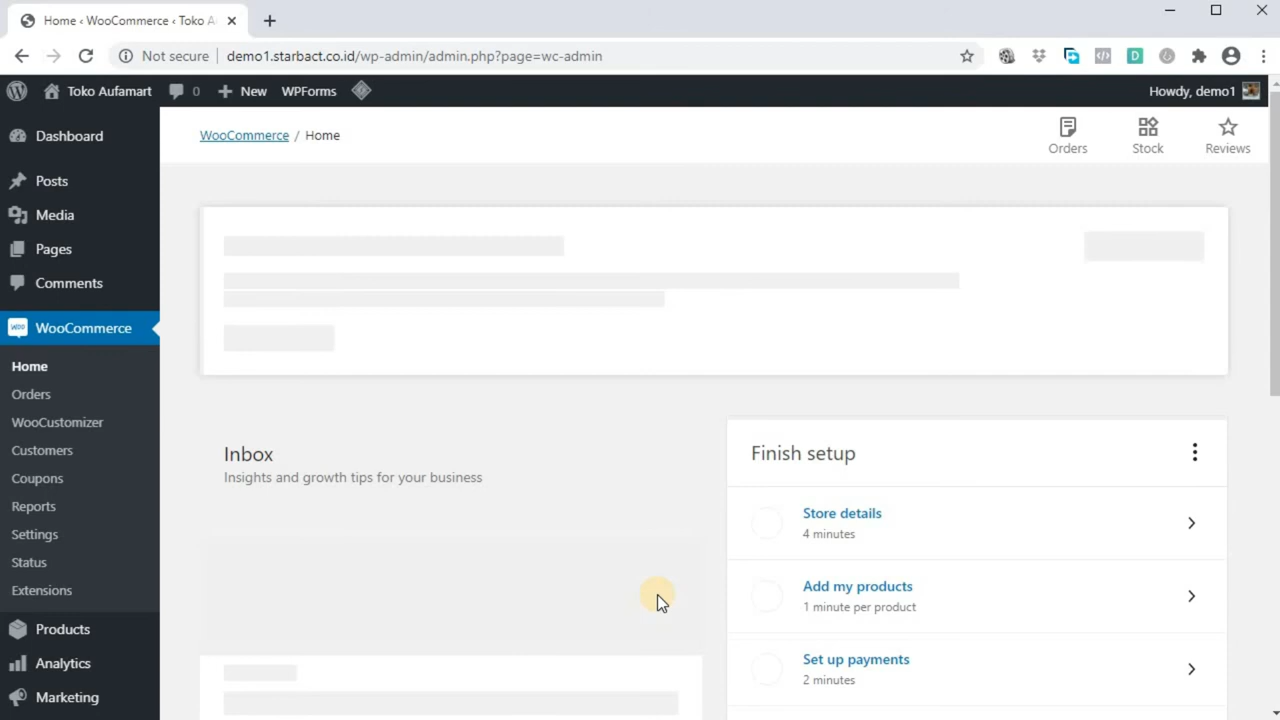 Home ‹ WooCommerce ‹ Toko A
Not secure
demo1.starbact.co.id/wp-admin/admin.php?page=wc-admin
Toko Aufamart
0
New
WPForms
Howdy, demo1
Dashboard
Posts
Media
Pages
Comments
WOO
WooCommerce
Home
Orders
WooCustomizer
Customers
Coupons
Reports
Settings
Status
Extensions
Products
Analytics
Marketing
WooCommerce / Home
Orders
Stock
Reviews
Inbox
Insights and growth tips for your business
Finish setup
Store details
4 minutes
Add my products
1 minute per product
Set up payments
2 minutes